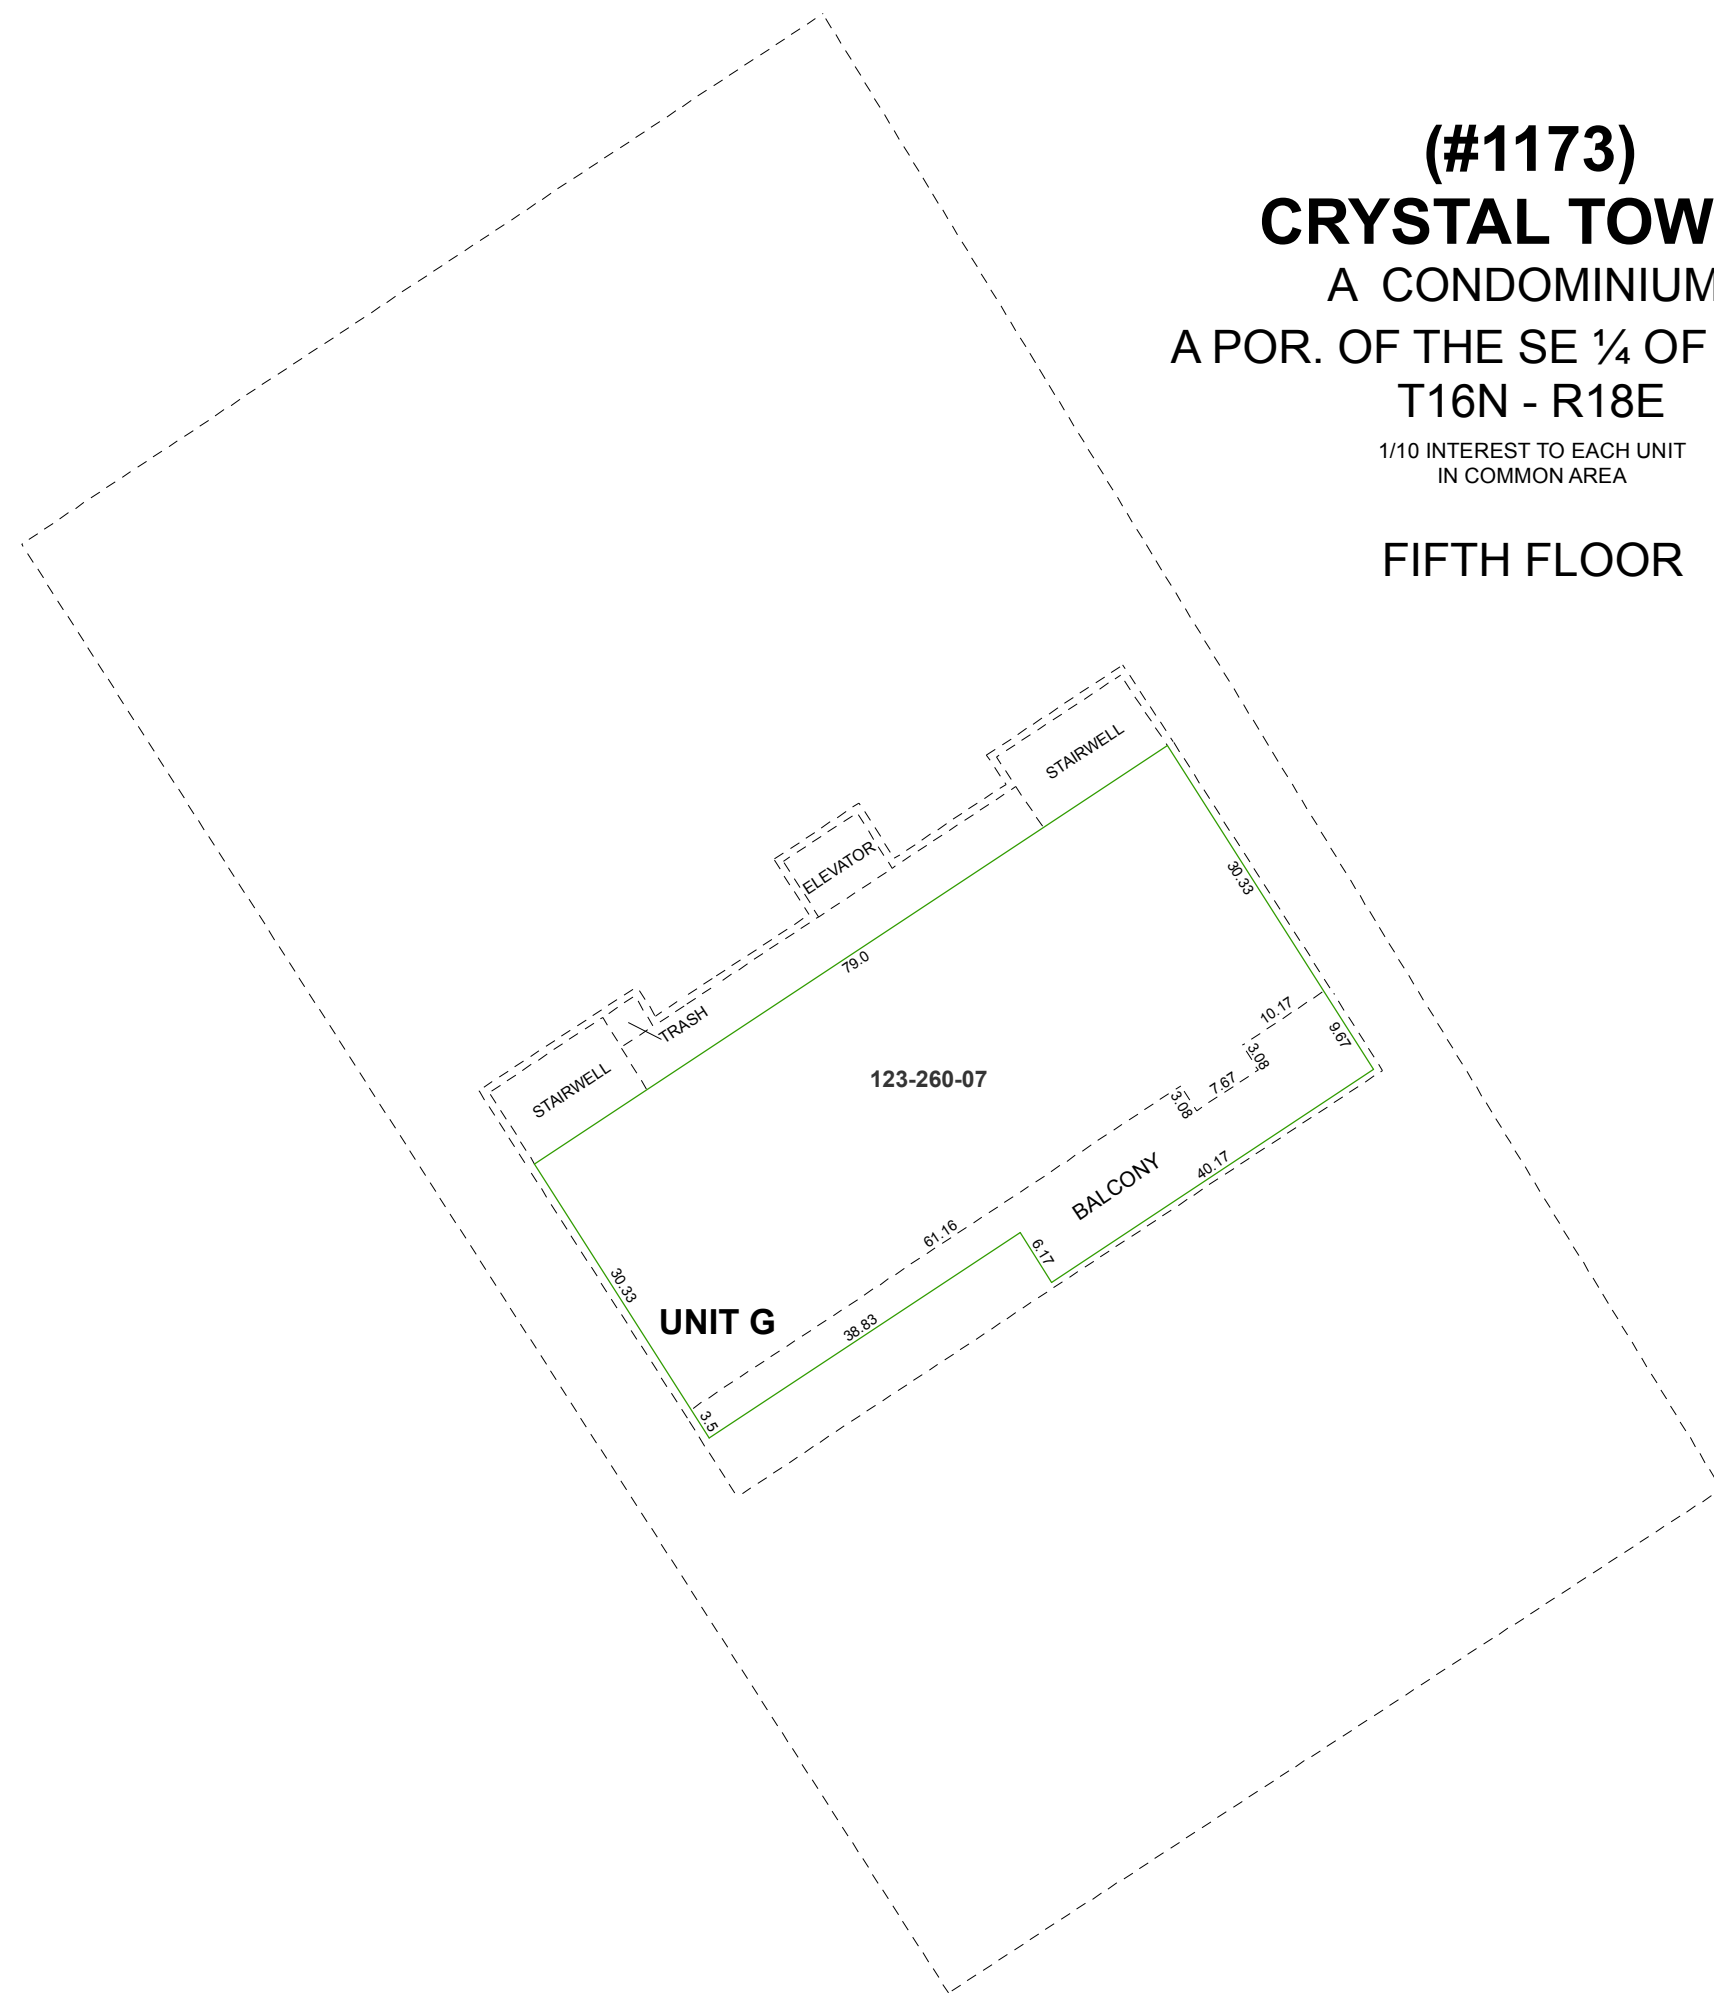 (#1173)
CRYSTAL TOW
A CONDOMINIUM
A POR. OF THE SE ¼ OF
T16N - R18E
1/10 INTEREST TO EACH UNIT
IN COMMON AREA
FIFTH FLOOR
STAIRWELL
ELEVATOR
30.33
79.0
TRASH
10.17
9.67
3.08
STAIRWELL
123-260-07
7.67
3.08
BALCONY
40.17
61.16
6.17
30.33
UNIT G
38.83
3.5